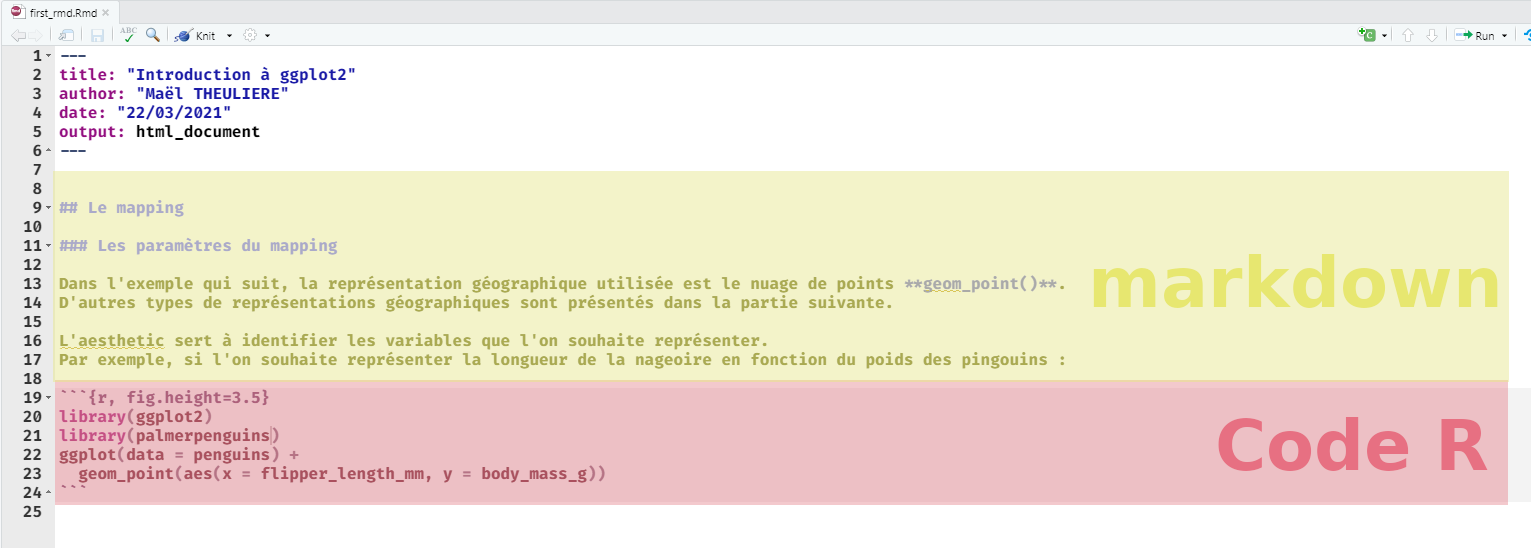 first_rmd.Rmd
ABC Knit Run
1 ---
2 title: "Introduction à ggplot2"
3 author: "Maël THEULIERE"
4 date: "22/03/2021"
5 output: html_document
6 ---
7
8
9 ## Le mapping
10
11 ### Les paramètres du mapping
12
13 Dans l'exemple qui suit, la représentation géographique utilisée est le nuage de points **geom_point()**.
14 D'autres types de représentations géographiques sont présentés dans la partie suivante.
15
16 L'aesthetic sert à identifier les variables que l'on souhaite représenter.
17 Par exemple, si l'on souhaite représenter la longueur de la nageoire en fonction du poids des pingouins :
18
markdown
19 ```{r, fig.height=3.5}
20 library(ggplot2)
21 library(palmerpenguins)
22 ggplot(data = penguins) +
23   geom_point(aes(x = flipper_length_mm, y = body_mass_g))
24 ```
25
Code R